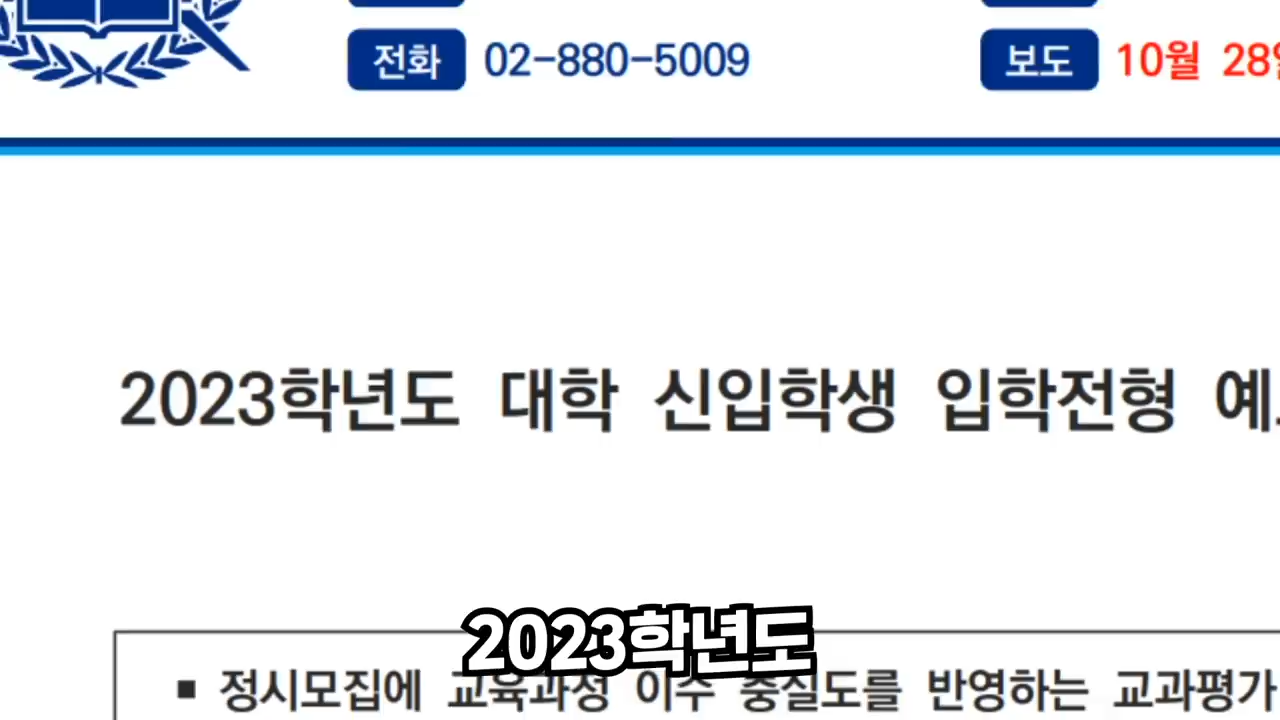 전화 02-880-5009 보도 10월 28일
2023학년도 대학 신입학생 입학전형
2023학년도
▪ 정시모집에 교육과정 이수 충실도를 반영하는 교과평가